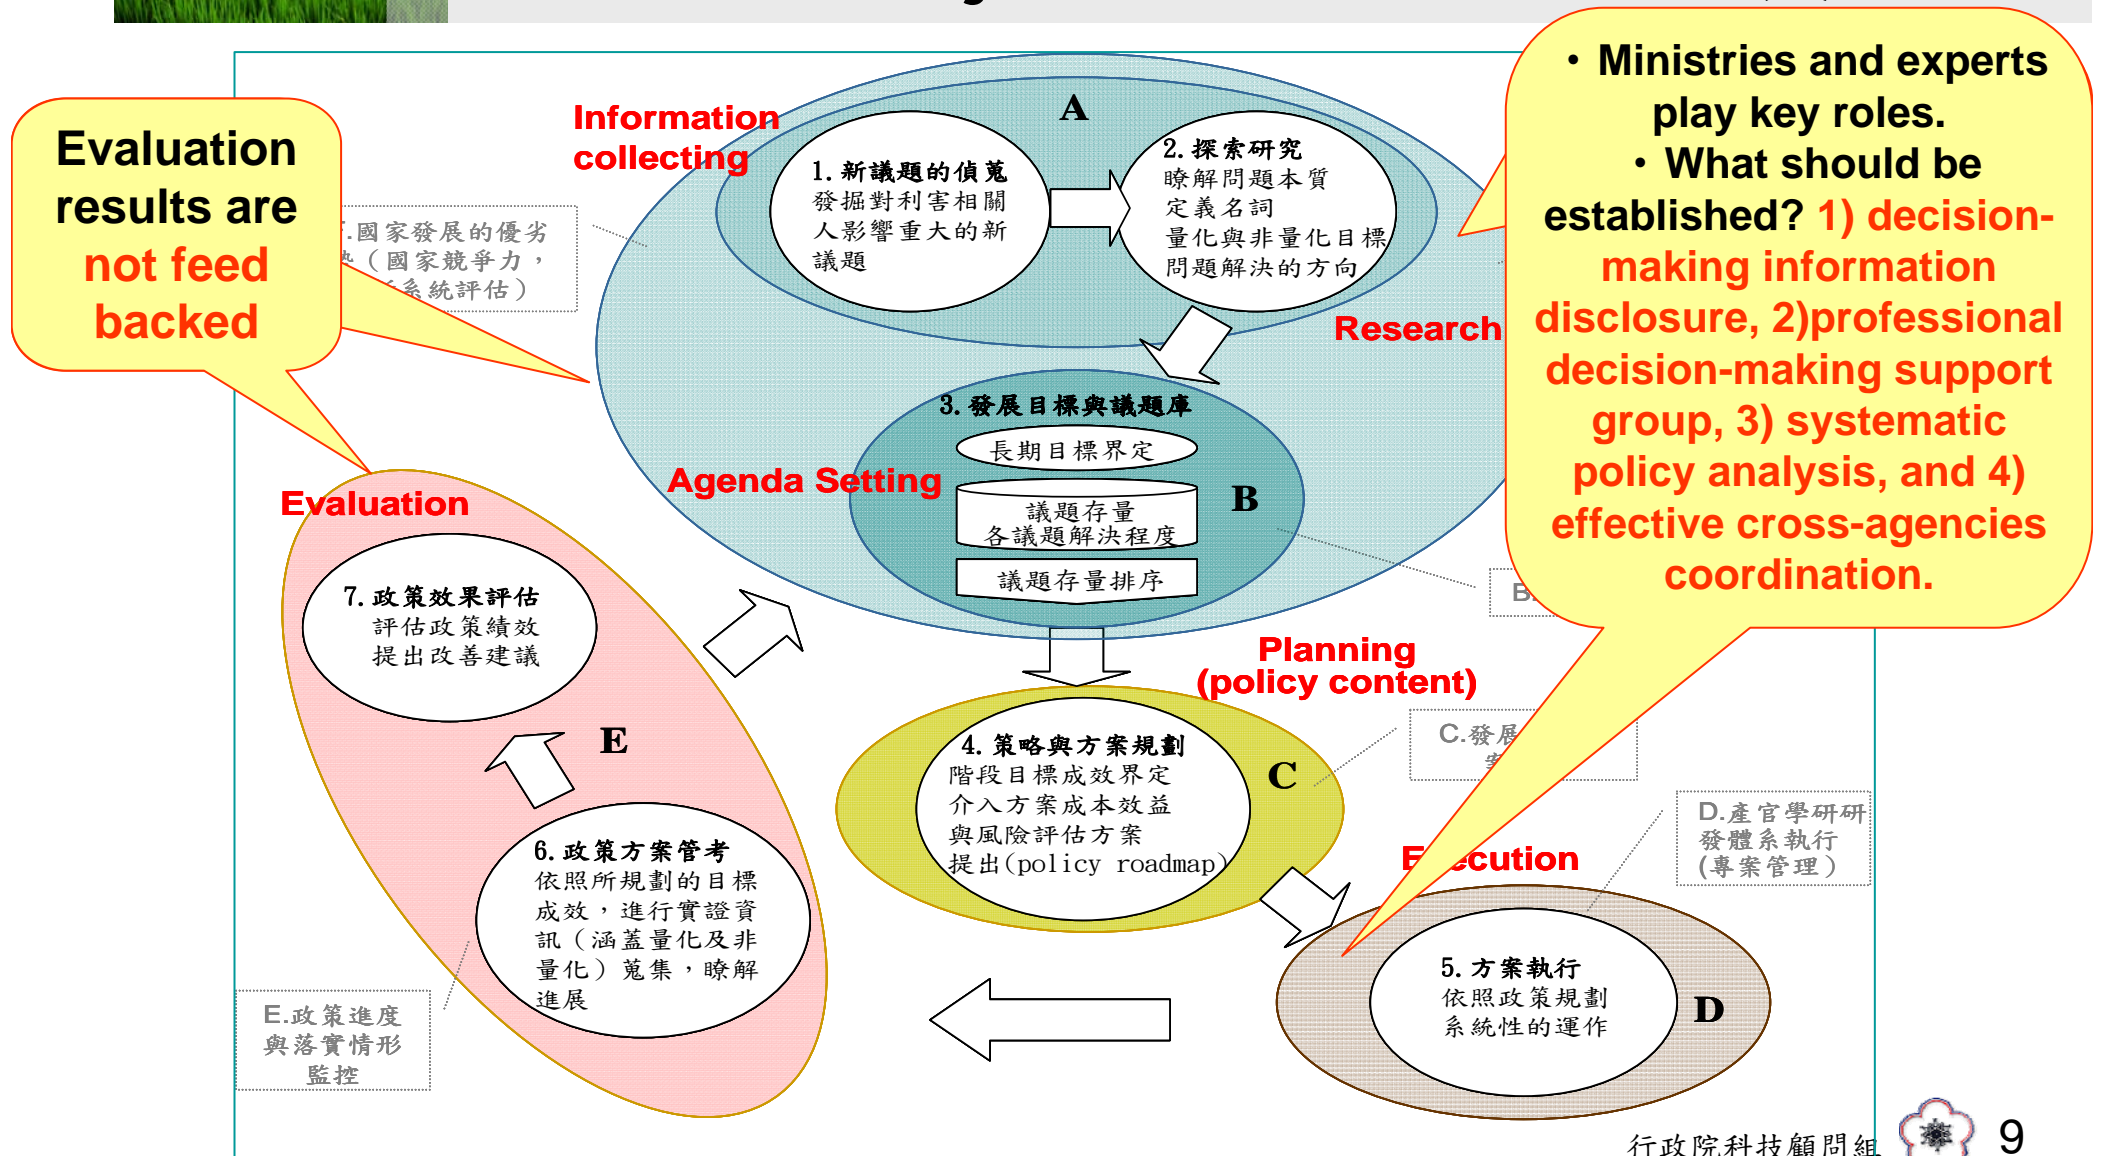 Evaluation
results are
not feed
backed
• Ministries and experts
play key roles.
• What should be
established? 1) decision-
making information
disclosure, 2)professional
decision-making support
group, 3) systematic
policy analysis, and 4)
effective cross-agencies
coordination.
Information
collecting
A
1.新議題的偵蒐
發掘對利害相關
人影響重大的新
議題
2.探索研究
瞭解問題本質
定義名詞
量化與非量化目標
問題解決的方向
.國家發展的優劣
（國家競爭力，
系統評估）
Research
3.發展目標與議題庫
長期目標界定
Agenda Setting
議題存量
各議題解決程度
議題存量排序
B
B.
Evaluation
7.政策效果評估
評估政策績效
提出改善建議
E
6.政策方案管考
依照所規劃的目標
成效，進行實證資
訊（涵蓋量化及非
量化）蒐集，瞭解
進展
E.政策進度
與落實情形
監控
Planning
(policy content)
4.策略與方案規劃
階段目標成效界定
介入方案成本效益
與風險評估方案
提出(policy roadmap)
C
C.發展
D.產官學研研
發體系執行
(專案管理）
Execution
5.方案執行
依照政策規劃
系統性的運作
D
行政院科技顧問組
9